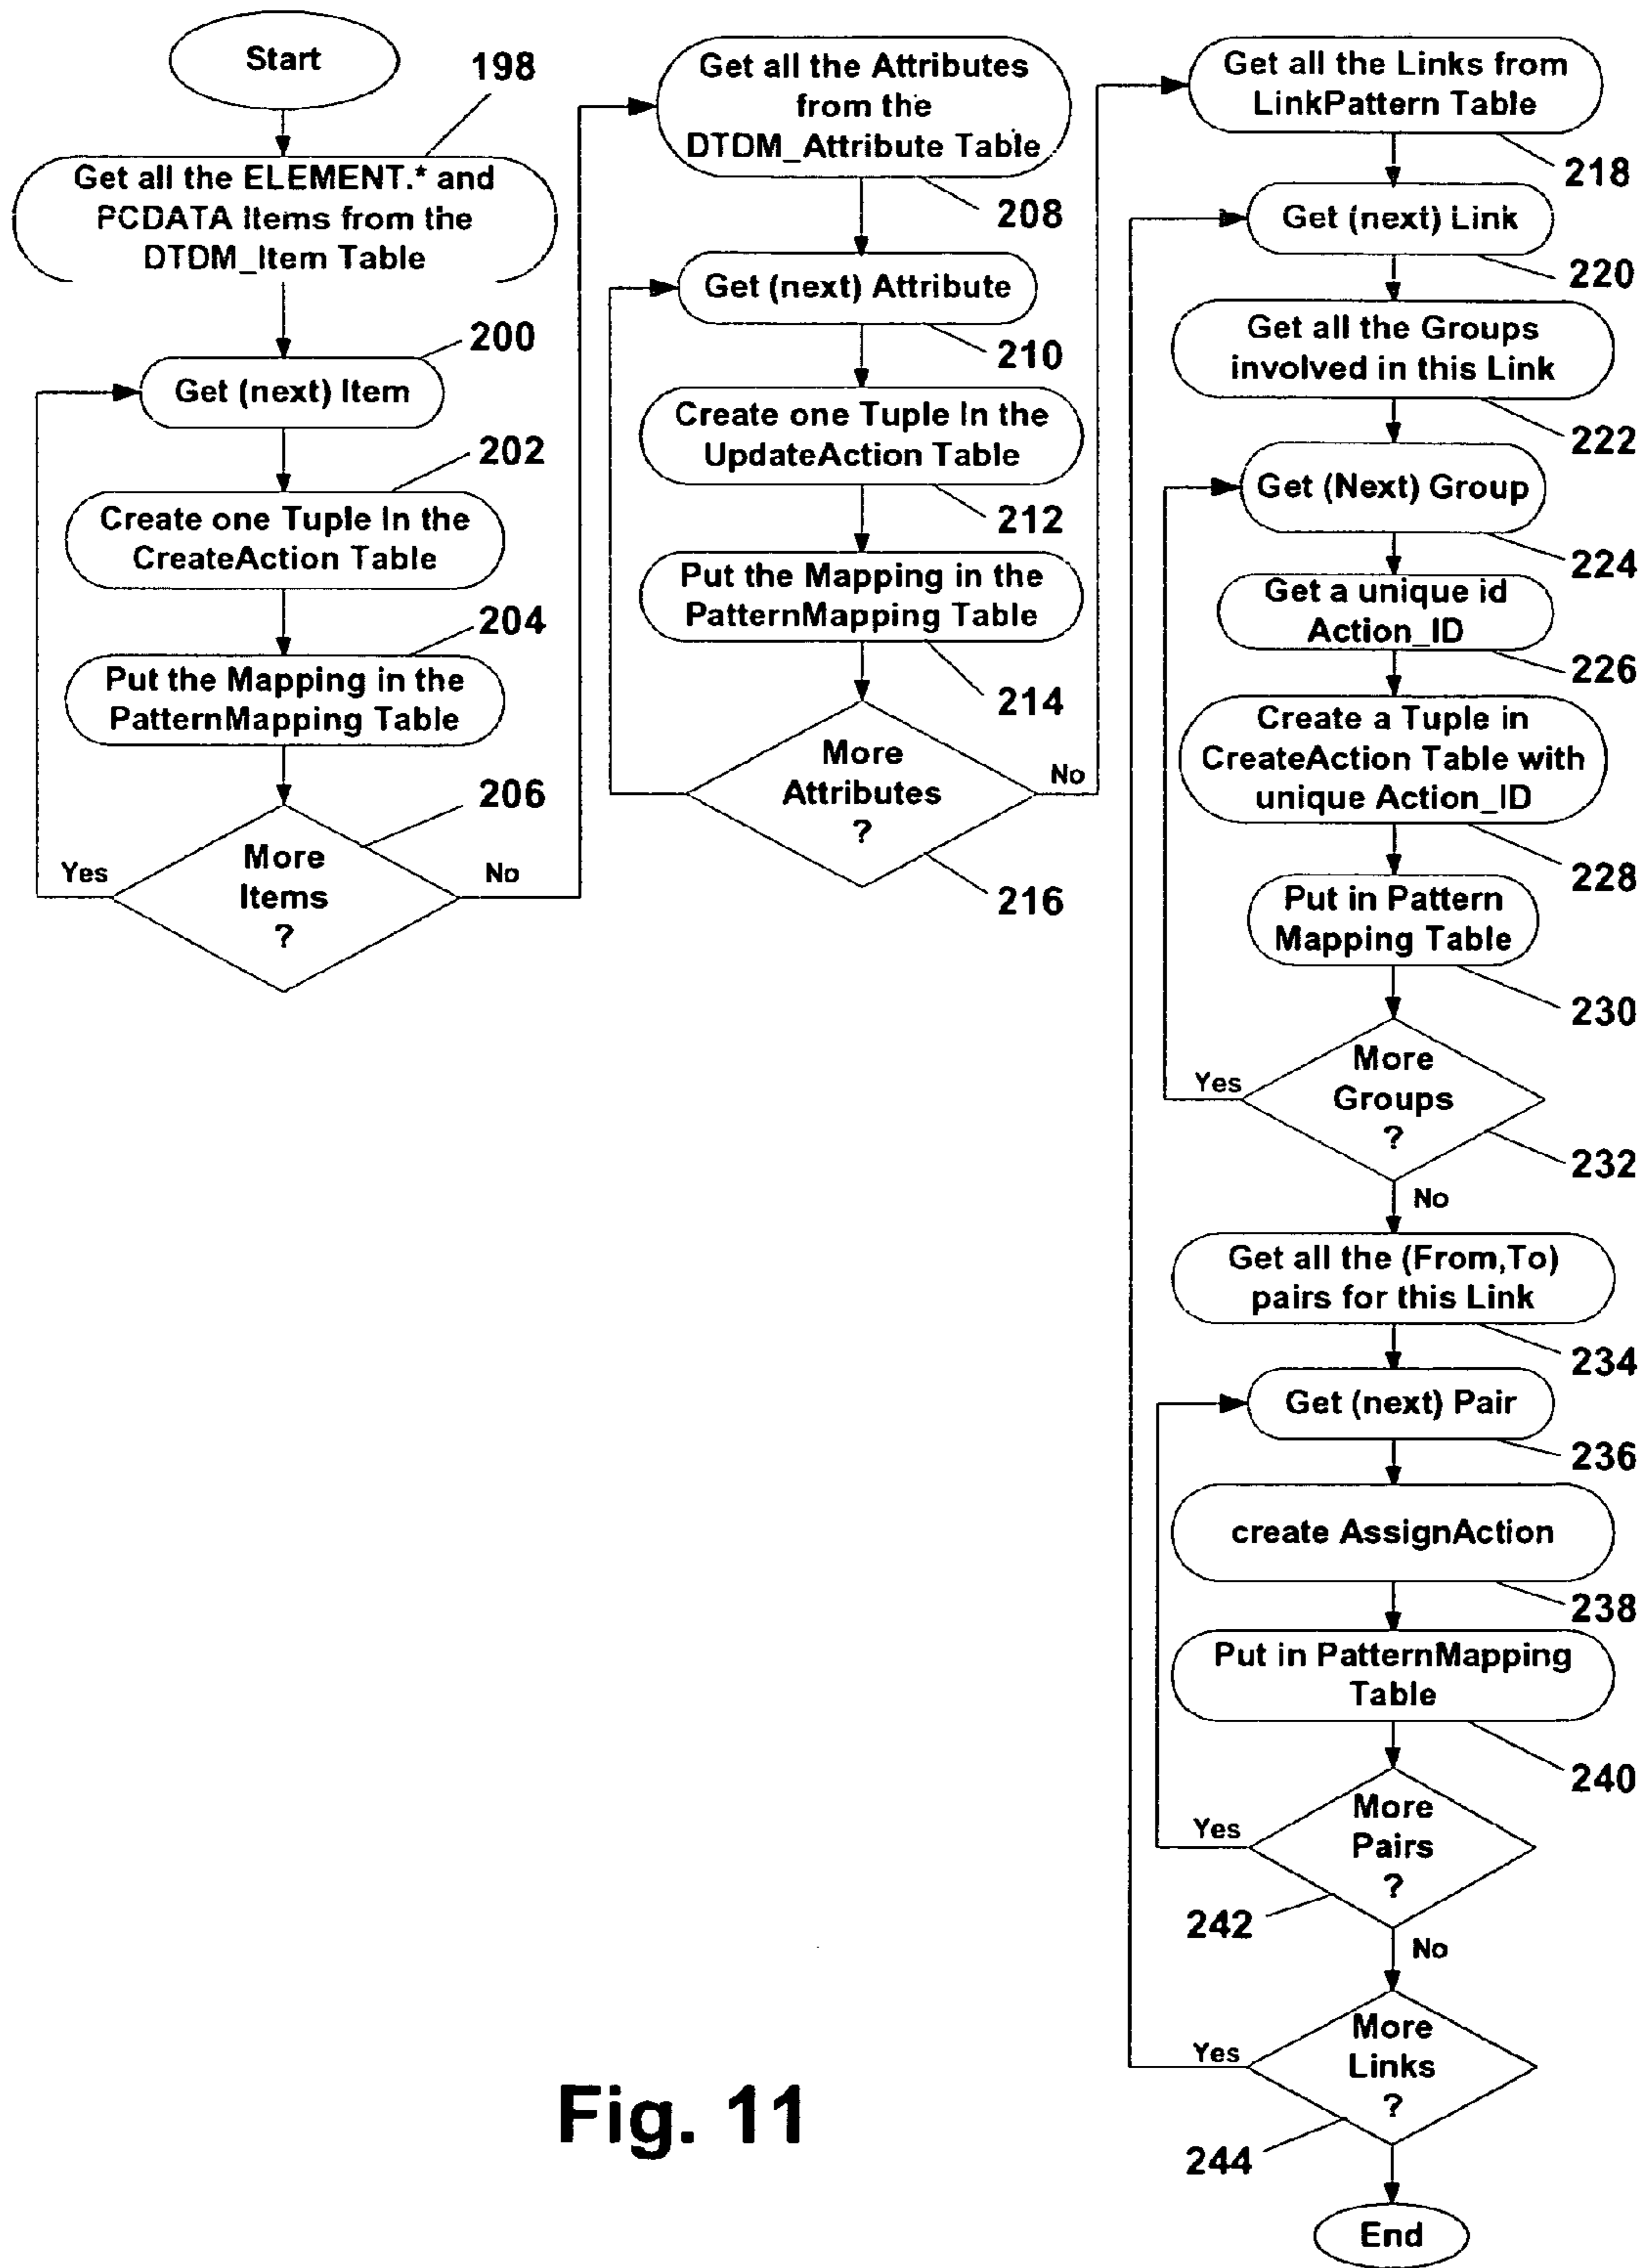 Start
198
Get all the ELEMENT.* and
PCDATA Items from the
DTDM_Item Table
200
Get (next) Item
202
Create one Tuple In the
CreateAction Table
204
Put the Mapping in the
PatternMapping Table
206
More
Items
?
Yes
No
Get all the Attributes
from the
DTDM_Attribute Table
208
Get (next) Attribute
210
Create one Tuple In the
UpdateAction Table
212
Put the Mapping in the
PatternMapping Table
214
More
Attributes
?
No
216
Get all the Links from
LinkPattern Table
218
Get (next) Link
220
Get all the Groups
involved in this Link
222
Get (Next) Group
224
Get a unique id
Action_ID
226
Create a Tuple in
CreateAction Table with
unique Action_ID
228
Put in Pattern
Mapping Table
230
More
Groups
?
Yes
232
No
Get all the (From,To)
pairs for this Link
234
Get (next) Pair
236
create AssignAction
238
Put in PatternMapping
Table
240
More
Pairs
?
Yes
242
No
More
Links
?
Yes
244
End
Fig. 11